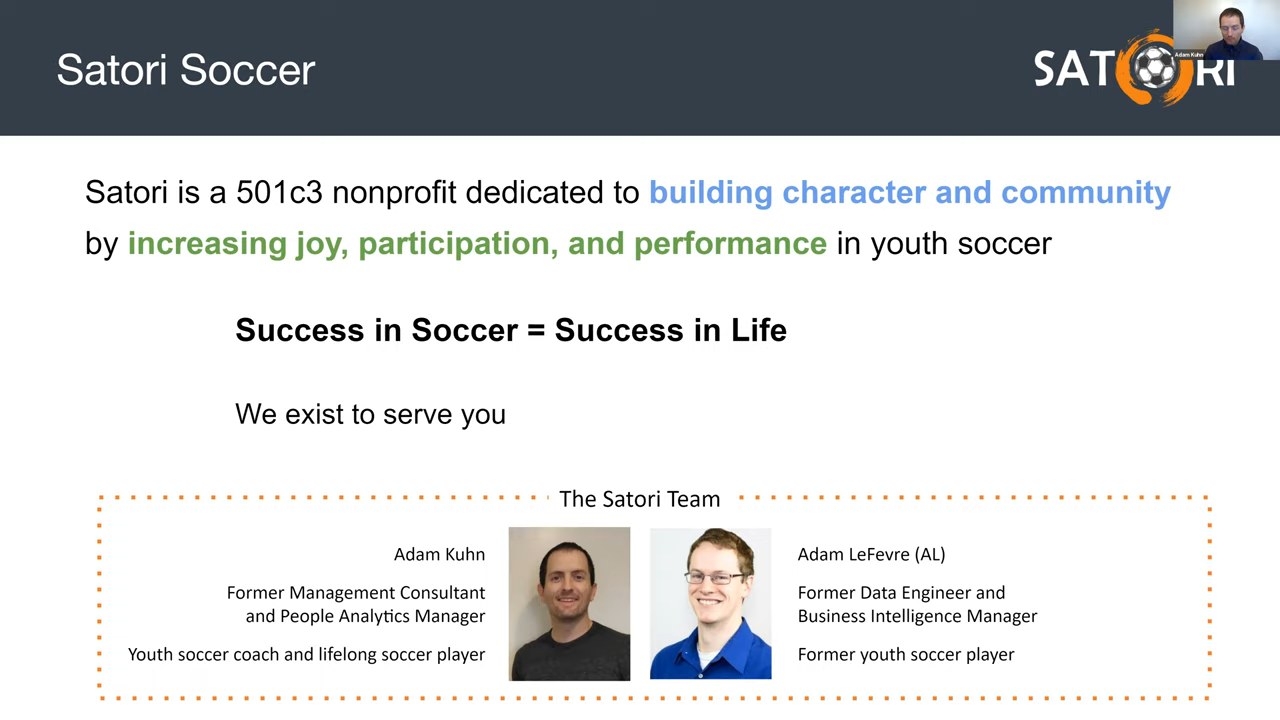 Satori Soccer
SATORI
Adam Kuhn
Satori is a 501c3 nonprofit dedicated to building character and community
by increasing joy, participation, and performance in youth soccer
Success in Soccer = Success in Life
We exist to serve you
The Satori Team
Adam Kuhn
Former Management Consultant
and People Analytics Manager
Youth soccer coach and lifelong soccer player
Adam LeFevre (AL)
Former Data Engineer and
Business Intelligence Manager
Former youth soccer player